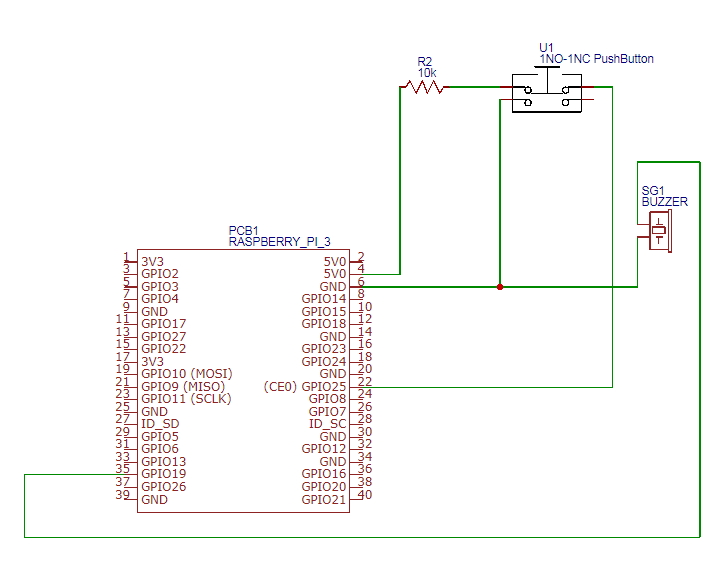 U1
1NO-1NC PushButton
R2
10k
SG1
BUZZER
PCB1
RASPBERRY_PI_3
1 3V3 5V0 2
3 GPIO2 5V0 4
5 GPIO3 GND 6
7 GPIO4 GPIO14 8
9 GND GPIO15 10
11 GPIO17 GPIO18 12
13 GPIO27 GND 14
15 GPIO22 GPIO23 16
17 3V3 GPIO24 18
19 GPIO10 (MOSI) GND 20
21 GPIO9 (MISO) (CE0) GPIO25 22
23 GPIO11 (SCLK) GPIO8 24
25 GND GPIO7 26
27 ID_SD ID_SC 28
29 GPIO5 GND 30
31 GPIO6 GPIO12 32
33 GPIO13 GND 34
35 GPIO19 GPIO16 36
37 GPIO26 GPIO20 38
39 GND GPIO21 40